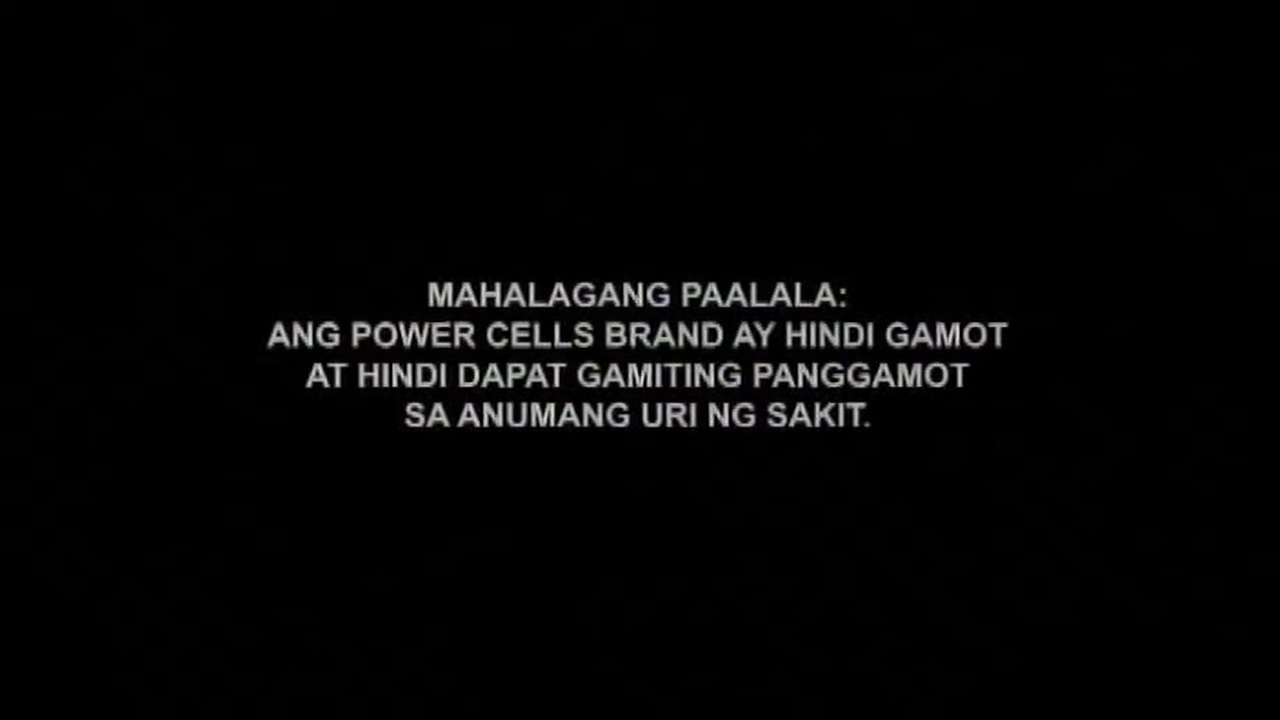 MAHALAGANG PAALALA:
ANG POWER CELLS BRAND AY HINDI GAMOT
AT HINDI DAPAT GAMITING PANGGAMOT
SA ANUMANG URI NG SAKIT.